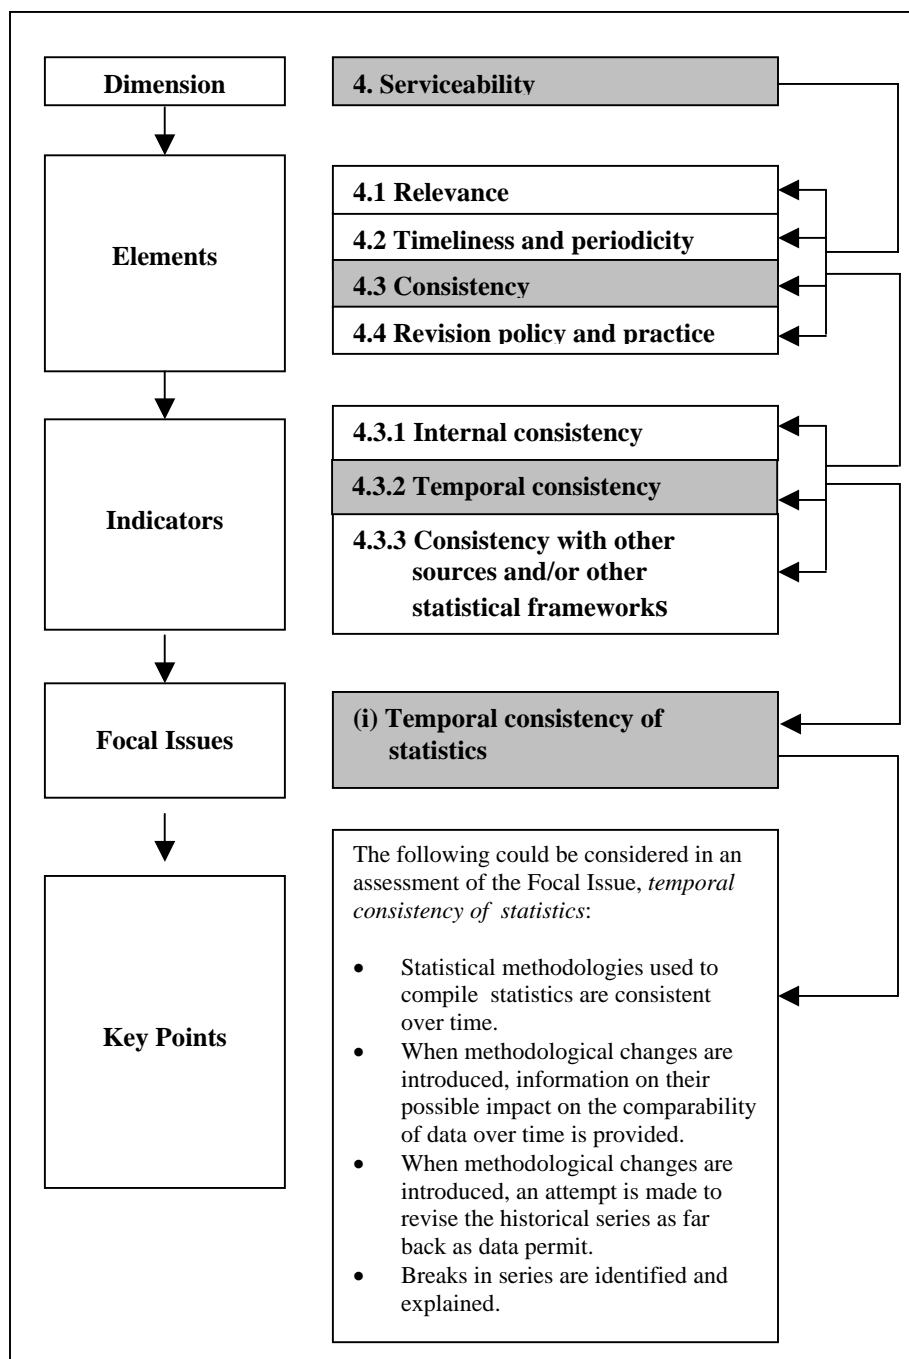 Dimension
4. Serviceability
Elements
4.1 Relevance
4.2 Timeliness and periodicity
4.3 Consistency
4.4 Revision policy and practice
Indicators
4.3.1 Internal consistency
4.3.2 Temporal consistency
4.3.3 Consistency with other
sources and/or other
statistical frameworks
Focal Issues
(i) Temporal consistency of
statistics
Key Points
The following could be considered in an
assessment of the Focal Issue, temporal
consistency of statistics:
• Statistical methodologies used to
compile statistics are consistent
over time.
• When methodological changes are
introduced, information on their
possible impact on the comparability
of data over time is provided.
• When methodological changes are
introduced, an attempt is made to
revise the historical series as far
back as data permit.
• Breaks in series are identified and
explained.